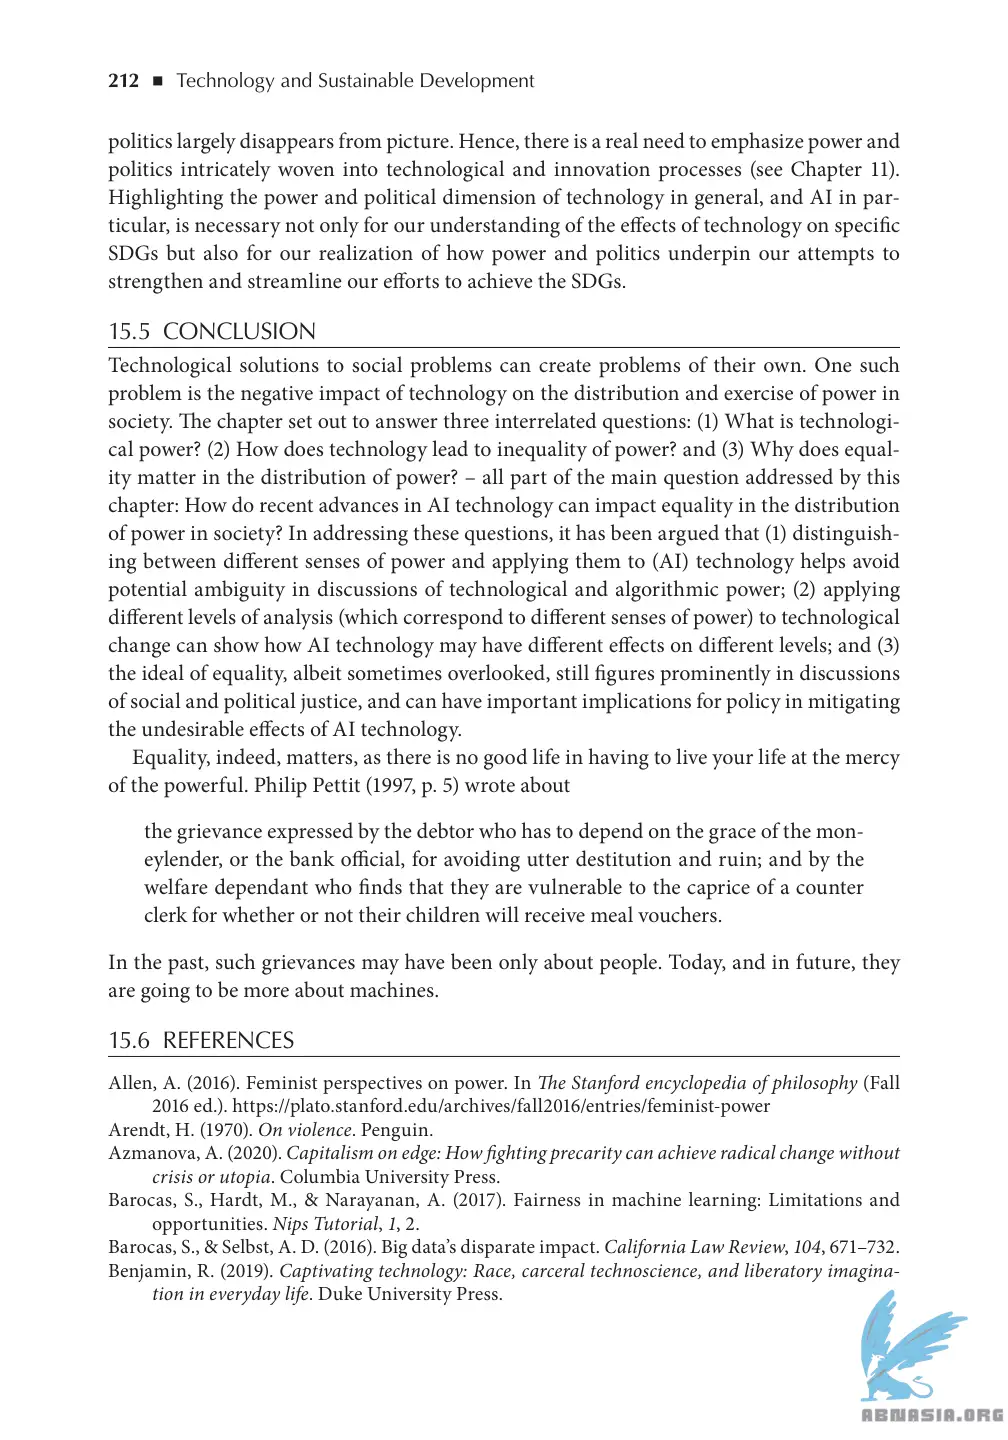 212 ■ Technology and Sustainable Development
politics largely disappears from picture. Hence, there is a real need to emphasize power and
politics intricately woven into technological and innovation processes (see Chapter 11).
Highlighting the power and political dimension of technology in general, and AI in par-
ticular, is necessary not only for our understanding of the effects of technology on specific
SDGs but also for our realization of how power and politics underpin our attempts to
strengthen and streamline our efforts to achieve the SDGs.
15.5 CONCLUSION
Technological solutions to social problems can create problems of their own. One such
problem is the negative impact of technology on the distribution and exercise of power in
society. The chapter set out to answer three interrelated questions: (1) What is technologi-
cal power? (2) How does technology lead to inequality of power? and (3) Why does equal-
ity matter in the distribution of power? – all part of the main question addressed by this
chapter: How do recent advances in AI technology can impact equality in the distribution
of power in society? In addressing these questions, it has been argued that (1) distinguish-
ing between different senses of power and applying them to (AI) technology helps avoid
potential ambiguity in discussions of technological and algorithmic power; (2) applying
different levels of analysis (which correspond to different senses of power) to technological
change can show how AI technology may have different effects on different levels; and (3)
the ideal of equality, albeit sometimes overlooked, still figures prominently in discussions
of social and political justice, and can have important implications for policy in mitigating
the undesirable effects of AI technology.
Equality, indeed, matters, as there is no good life in having to live your life at the mercy
of the powerful. Philip Pettit (1997, p. 5) wrote about
the grievance expressed by the debtor who has to depend on the grace of the mon-
eylender, or the bank official, for avoiding utter destitution and ruin; and by the
welfare dependant who finds that they are vulnerable to the caprice of a counter
clerk for whether or not their children will receive meal vouchers.
In the past, such grievances may have been only about people. Today, and in future, they
are going to be more about machines.
15.6 REFERENCES
Allen, A. (2016). Feminist perspectives on power. In The Stanford encyclopedia of philosophy (Fall
2016 ed.). https://plato.stanford.edu/archives/fall2016/entries/feminist-power
Arendt, H. (1970). On violence. Penguin.
Azmanova, A. (2020). Capitalism on edge: How fighting precarity can achieve radical change without
crisis or utopia. Columbia University Press.
Barocas, S., Hardt, M., & Narayanan, A. (2017). Fairness in machine learning: Limitations and
opportunities. Nips Tutorial, 1, 2.
Barocas, S., & Selbst, A. D. (2016). Big data's disparate impact. California Law Review, 104, 671–732.
Benjamin, R. (2019). Captivating technology: Race, carceral technoscience, and liberatory imagina-
tion in everyday life. Duke University Press.
ABNASIA.ORG